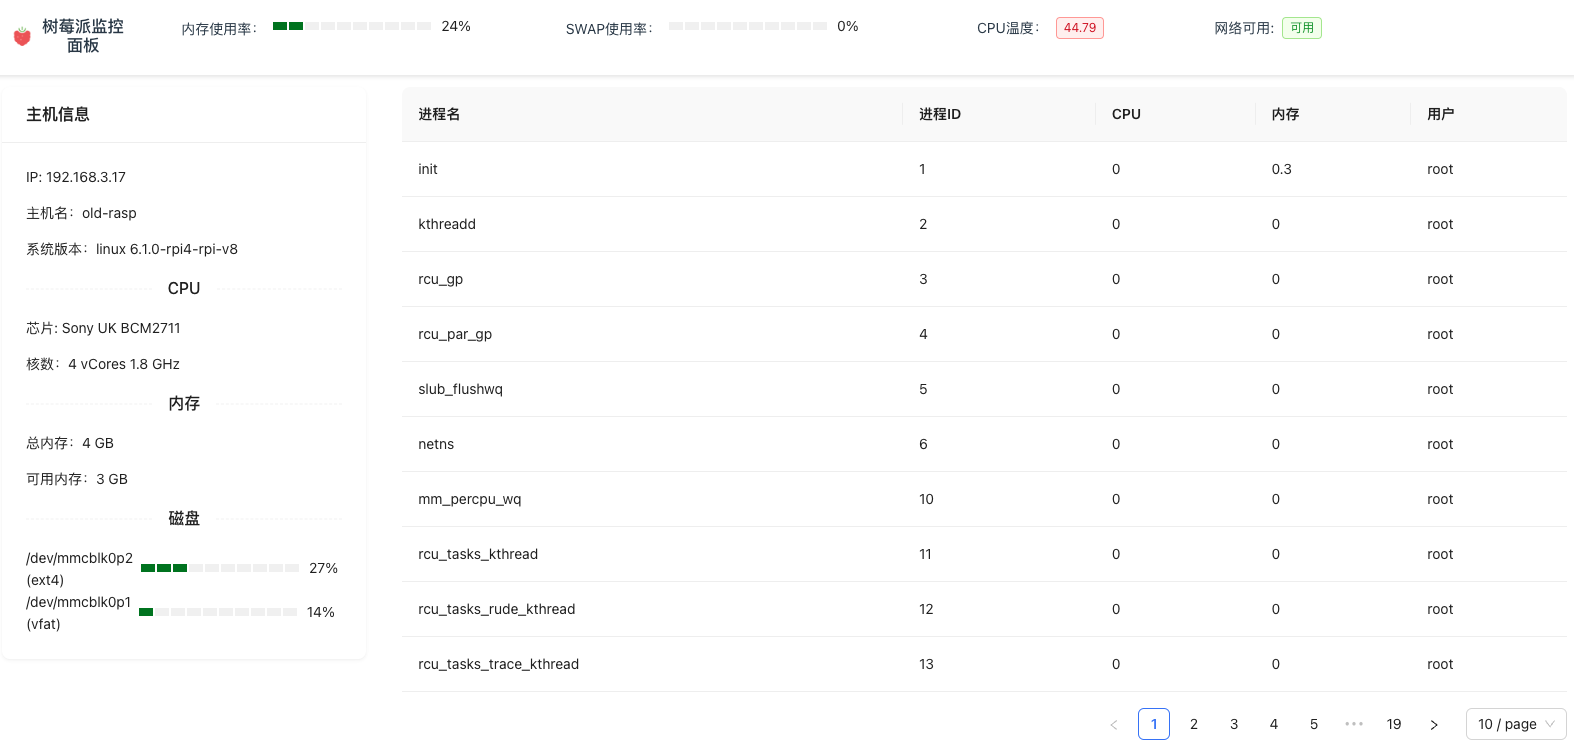 树莓派监控
面板
内存使用率： 24%
SWAP使用率： 0%
CPU温度： 44.79
网络可用: 可用
主机信息
IP: 192.168.3.17
主机名：old-rasp
系统版本：linux 6.1.0-rpi4-rpi-v8
CPU
芯片: Sony UK BCM2711
核数：4 vCores 1.8 GHz
内存
总内存：4 GB
可用内存：3 GB
磁盘
/dev/mmcblk0p2
(ext4) 27%
/dev/mmcblk0p1
(vfat) 14%
进程名 进程ID CPU 内存 用户
init 1 0 0.3 root
kthreadd 2 0 0 root
rcu_gp 3 0 0 root
rcu_par_gp 4 0 0 root
slub_flushwq 5 0 0 root
netns 6 0 0 root
mm_percpu_wq 10 0 0 root
rcu_tasks_kthread 11 0 0 root
rcu_tasks_rude_kthread 12 0 0 root
rcu_tasks_trace_kthread 13 0 0 root
< 1 2 3 4 5 ••• 19 > 10 / page